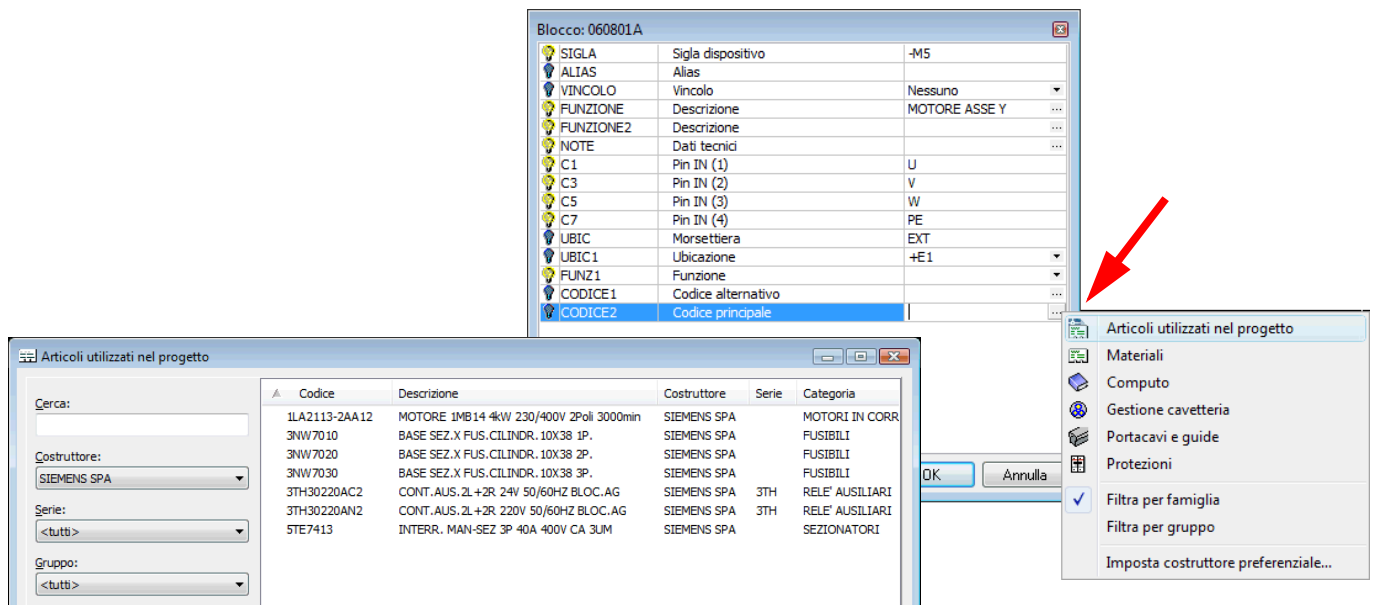 Blocco: 060801A
SIGLA Sigla dispositivo -M5
ALIAS Alias
VINCOLO Vincolo Nessuno
FUNZIONE Descrizione MOTORE ASSE Y ...
FUNZIONE2 Descrizione ...
NOTE Dati tecnici ...
C1 Pin IN (1) U
C3 Pin IN (2) V
C5 Pin IN (3) W
C7 Pin IN (4) PE
UBIC Morsettiera EXT
UBIC1 Ubicazione +E1
FUNZ1 Funzione
CODICE1 Codice alternativo ...
CODICE2 Codice principale ...
OK Annulla
Articoli utilizzati nel progetto
Materiali
Computo
Gestione cavetteria
Portacavi e guide
Protezioni
Filtra per famiglia
Filtra per gruppo
Imposta costruttore preferenziale...
Articoli utilizzati nel progetto
Cerca:
Costruttore:
SIEMENS SPA
Serie:
<tutti>
Gruppo:
<tutti>
Codice Descrizione Costruttore Serie Categoria
1LA2113-2AA12 MOTORE 1MB14 4kW 230/400V 2Poli 3000min SIEMENS SPA MOTORI IN CORR
3NW7010 BASE SEZ.X FUS.CILINDR.10X38 1P. SIEMENS SPA FUSIBILI
3NW7020 BASE SEZ.X FUS.CILINDR.10X38 2P. SIEMENS SPA FUSIBILI
3NW7030 BASE SEZ.X FUS.CILINDR.10X38 3P. SIEMENS SPA FUSIBILI
3TH30220AC2 CONT.AUS.2L+2R 24V 50/60HZ BLOC.AG SIEMENS SPA 3TH RELE' AUSILIARI
3TH30220AN2 CONT.AUS.2L+2R 220V 50/60HZ BLOC.AG SIEMENS SPA 3TH RELE' AUSILIARI
5TE7413 INTERR. MAN-SEZ 3P 40A 400V CA 3UM SIEMENS SPA SEZIONATORI